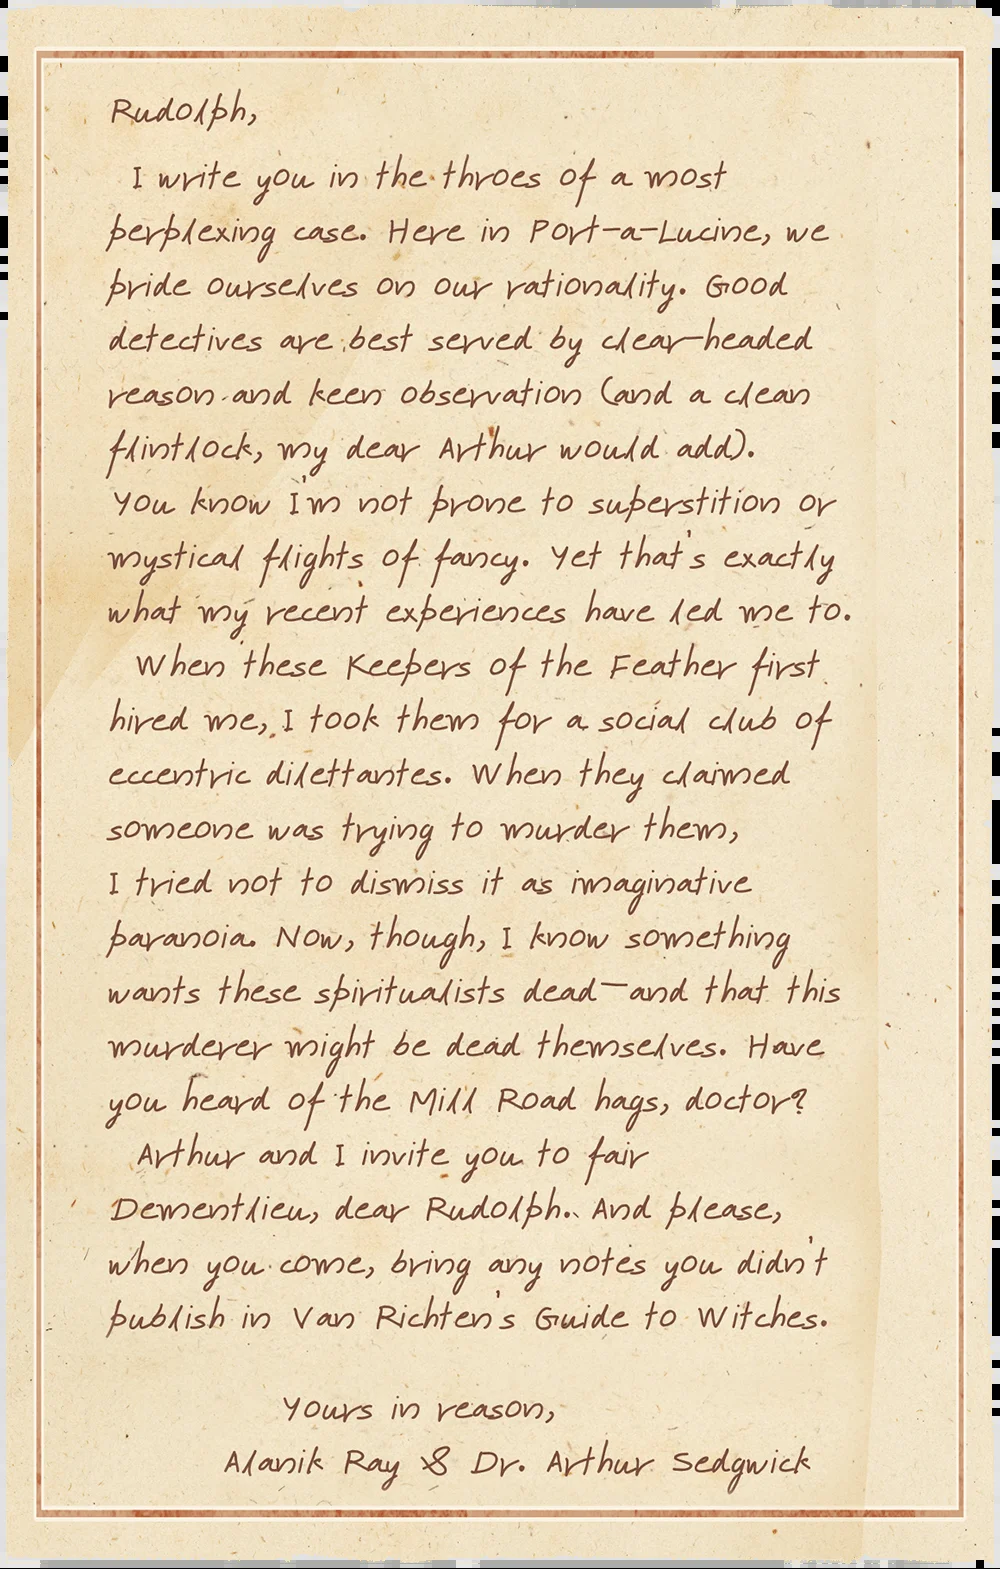 Rudolph,
I write you in the throes of a most
perplexing case. Here in Port-a-Lucine, we
pride ourselves on our rationality. Good
detectives are best served by clear-headed
reason and keen observation (and a clean
flintlock, my dear Arthur would add).
You know I'm not prone to superstition or
mystical flights of fancy. Yet that's exactly
what my recent experiences have led me to.
When these Keepers of the Feather first
hired me, I took them for a social club of
eccentric dilettantes. When they claimed
someone was trying to murder them,
I tried not to dismiss it as imaginative
paranoia. Now, though, I know something
wants these spiritualists dead—and that this
murderer might be dead themselves. Have
you heard of the Mill Road hags, doctor?
Arthur and I invite you to fair
Dementlieu, dear Rudolph. And please,
when you come, bring any notes you didn't
publish in Van Richten's Guide to Witches.
Yours in reason,
Alanik Ray & Dr. Arthur Sedgwick